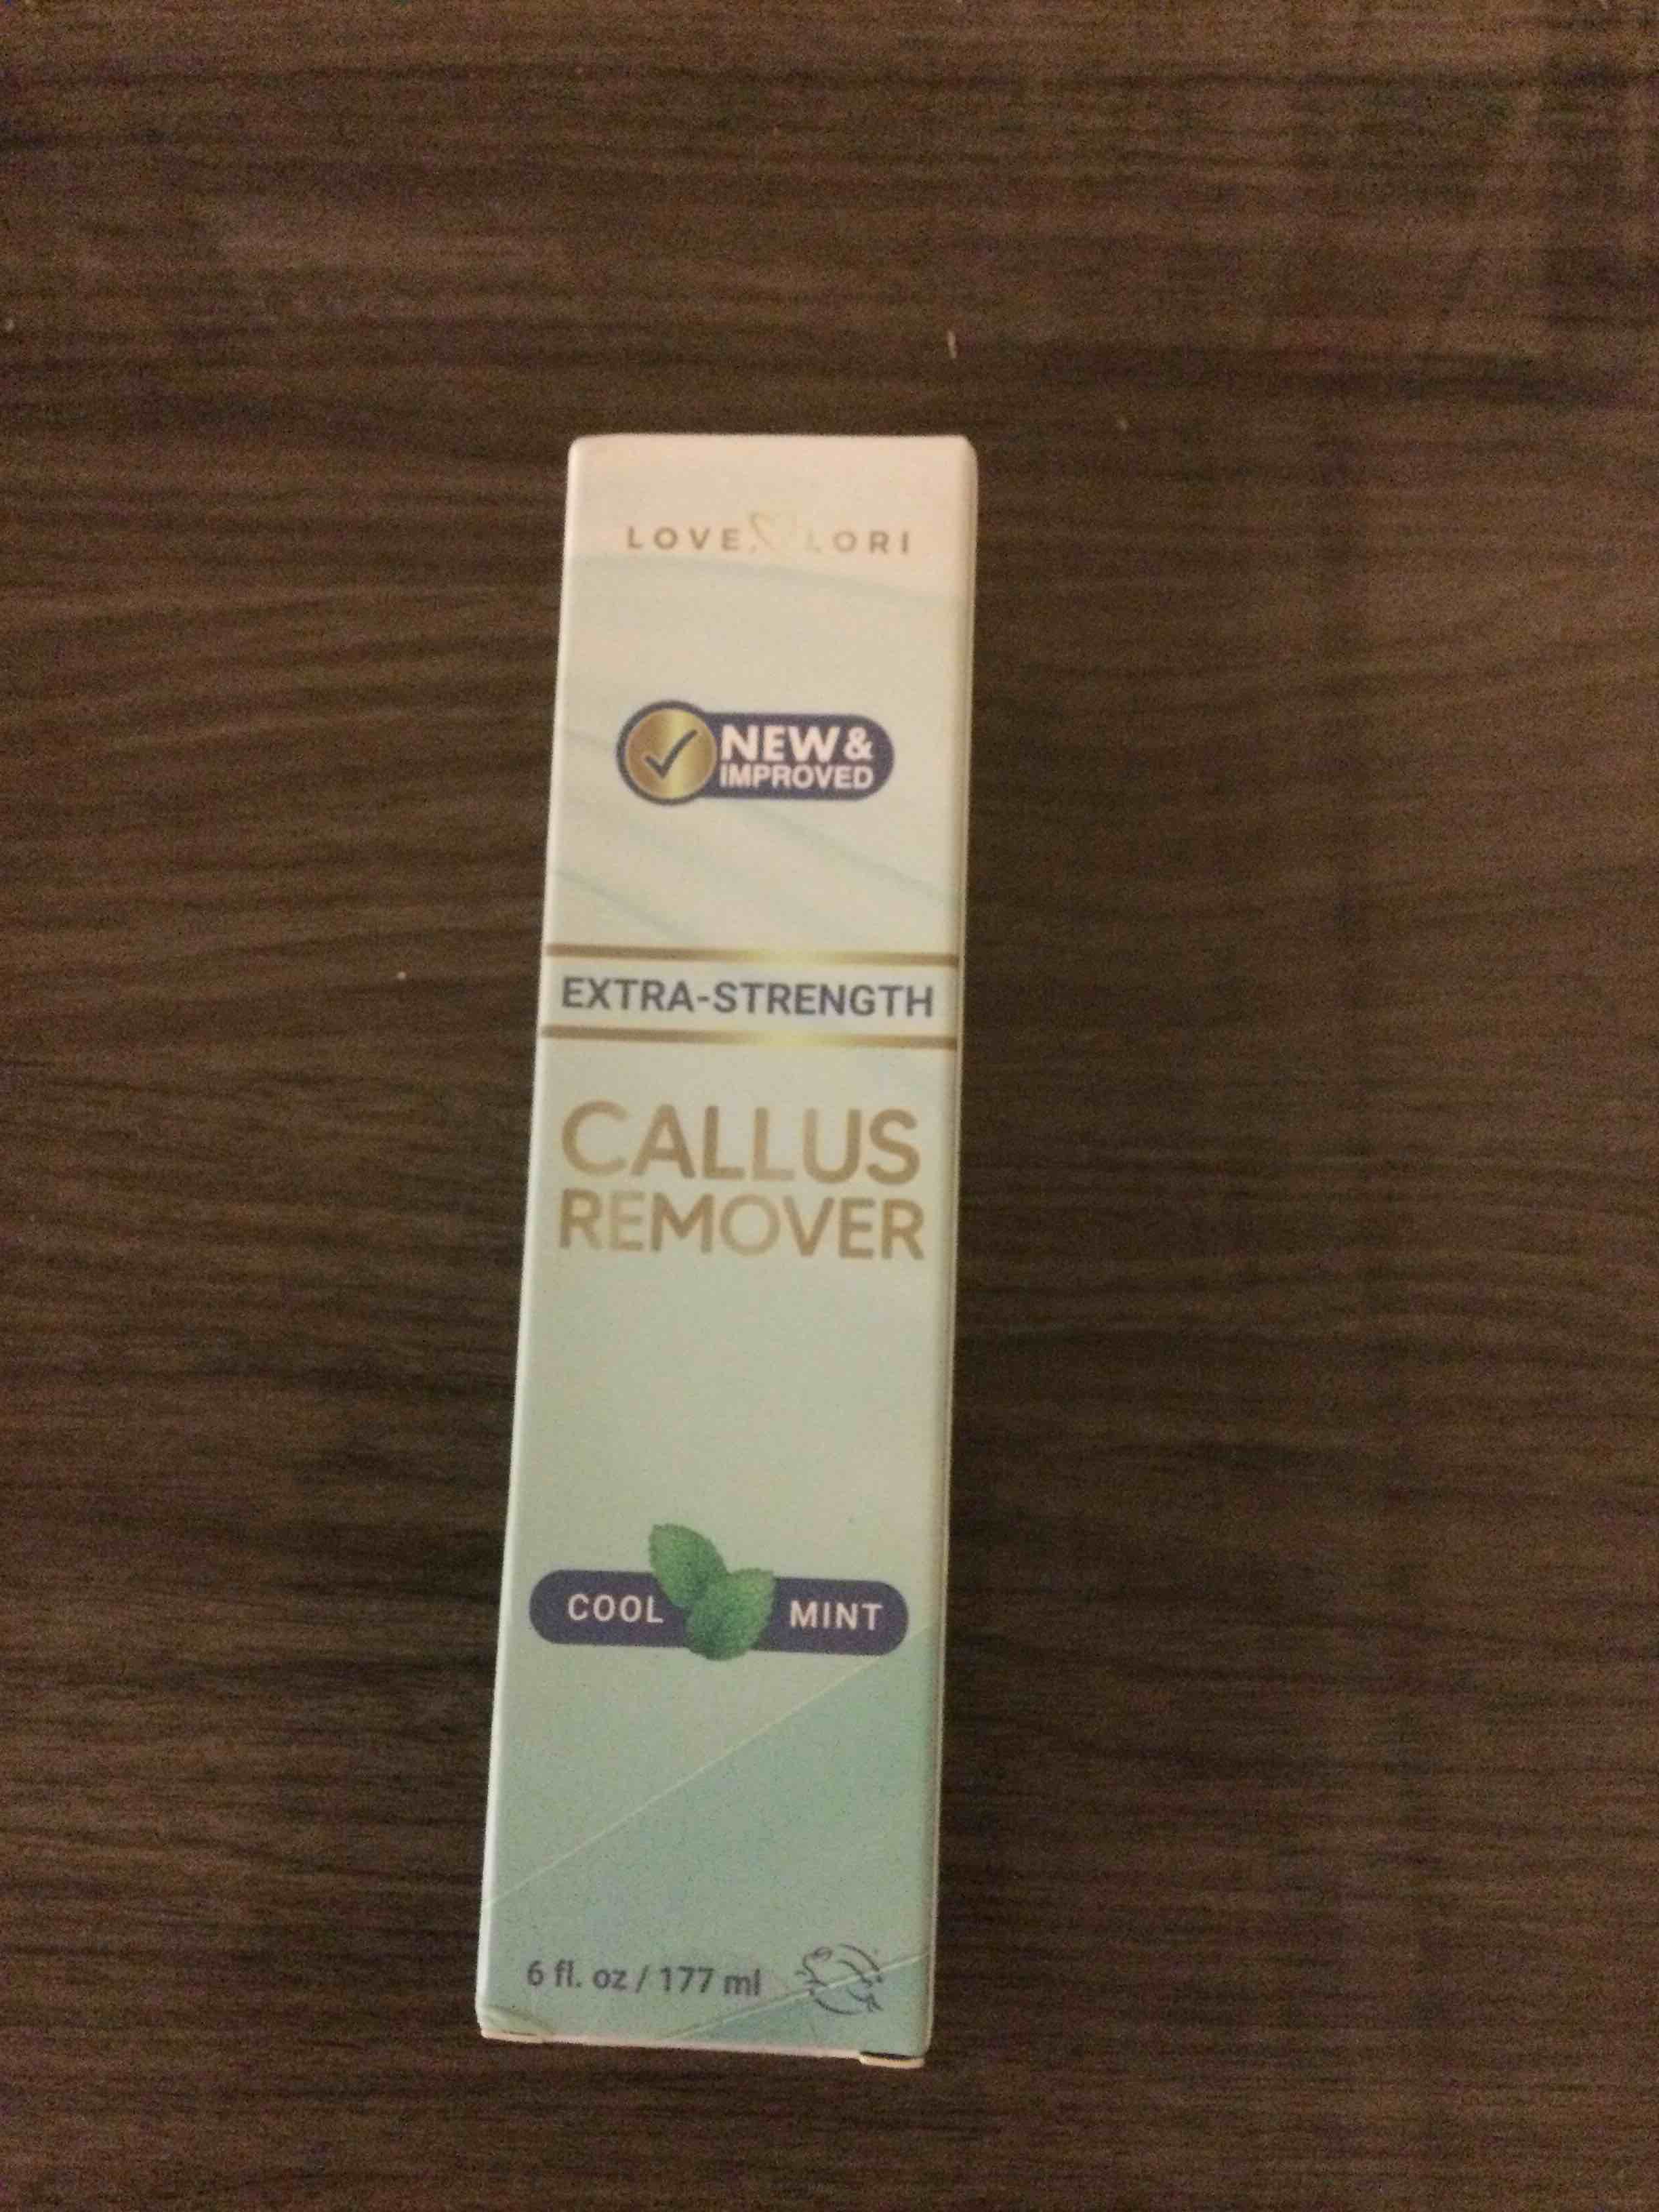 LOVE LORI
NEW &
IMPROVED
EXTRA-STRENGTH
CALLUS
REMOVER
COOL MINT
6 fl. oz / 177 ml